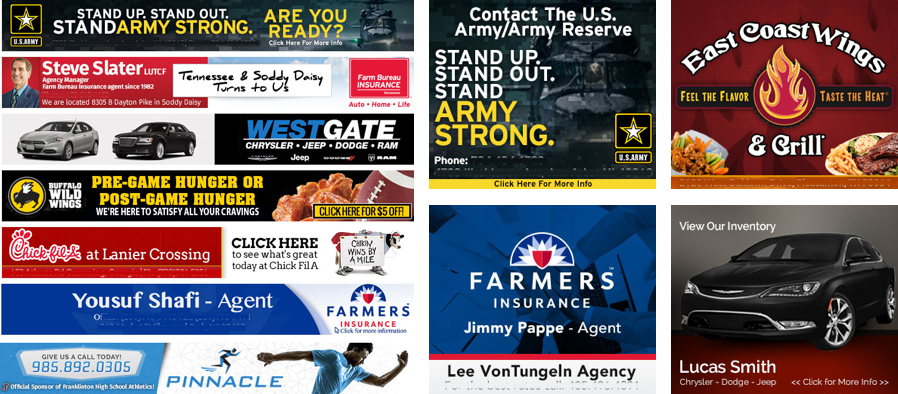 STAND UP. STAND OUT.
STAND ARMY STRONG.
ARE YOU
READY?
Click Here For More Info
U.S.ARMY
Steve Slater LUTCF
Agency Manager
Farm Bureau Insurance agent since 1982
We are located 8305 B Dayton Pike in Soddy Daisy
Tennessee & Soddy Daisy
Turns to Us
Farm Bureau
INSURANCE
Tennessee
Auto • Home • Life
WESTGATE
CHRYSLER • JEEP • DODGE • RAM
CHRYSLER Jeep DODGE RAM
BUFFALO
WILD
WINGS
PRE-GAME HUNGER OR
POST-GAME HUNGER
WE'RE HERE TO SATISFY ALL YOUR CRAVINGS
CLICK HERE FOR $5 OFF!
Chick-fil-A at Lanier Crossing
CLICK HERE
to see what's great
today at Chick Fil A
CHIKIN
WINS BY
A MILE
Yousuf Shafi - Agent
FARMERS
INSURANCE
Click for more information
GIVE US A CALL TODAY!
985.892.0305
Official Sponsor of Franklinton High School Athletics!
PINNACLE
Contact The U.S.
Army/Army Reserve
STAND UP.
STAND OUT.
STAND
ARMY
STRONG.
Phone:
U.S.ARMY
Click Here For More Info
East Coast Wings
FEEL THE FLAVOR TASTE THE HEAT
& Grill
FARMERS
INSURANCE
Jimmy Pappe - Agent
Lee VonTungeln Agency
View Our Inventory
Lucas Smith
Chrysler - Dodge - Jeep
<< Click for More Info >>